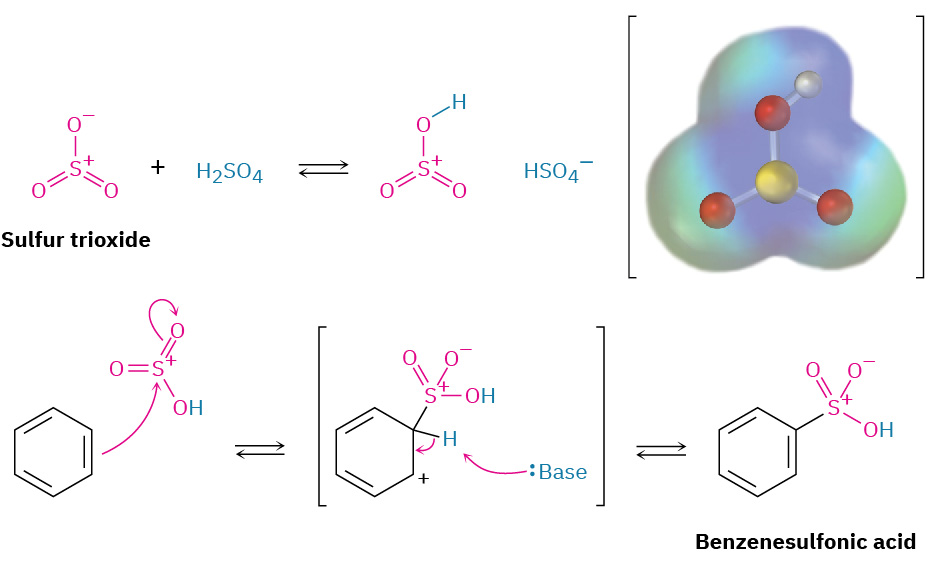 O⁻ S⁺ O O + H₂SO₄ ⇌ H O S⁺ O O HSO₄⁻
Sulfur trioxide
O O S⁺ OH ⇌ O O⁻ S⁺ OH H + :Base ⇌ O O⁻ S⁺ OH
Benzenesulfonic acid